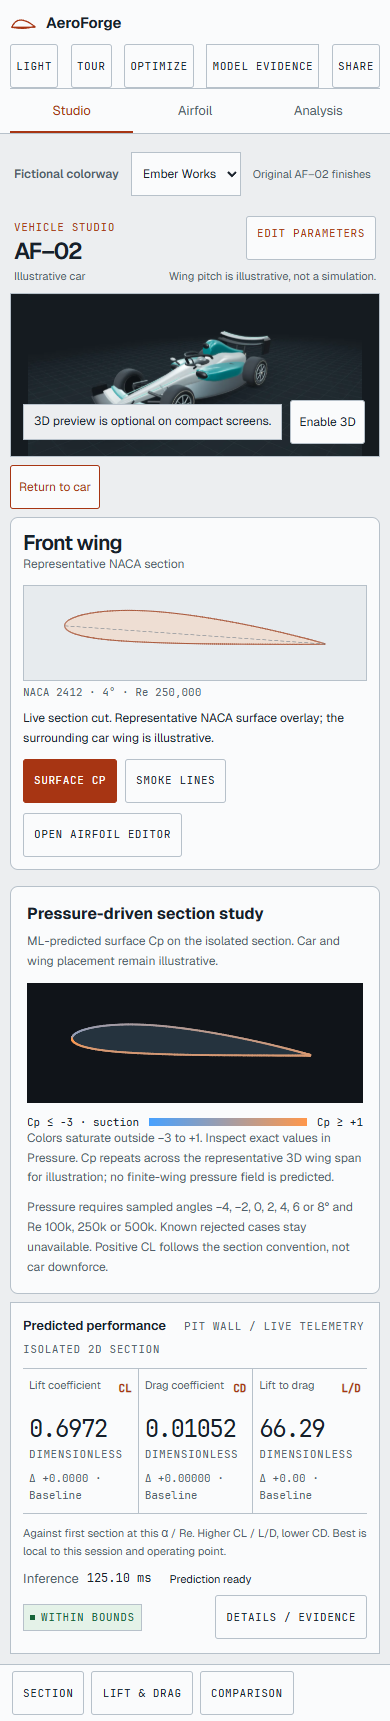 AeroForge
LIGHT TOUR OPTIMIZE MODEL EVIDENCE SHARE
Studio Airfoil Analysis
Fictional colorway Ember Works Original AF–02 finishes
VEHICLE STUDIO
AF–02
EDIT PARAMETERS
Illustrative car Wing pitch is illustrative, not a simulation.
3D preview is optional on compact screens. Enable 3D
Return to car
Front wing
Representative NACA section
NACA 2412 · 4° · Re 250,000
Live section cut. Representative NACA surface overlay; the
surrounding car wing is illustrative.
SURFACE CP SMOKE LINES
OPEN AIRFOIL EDITOR
Pressure-driven section study
ML-predicted surface Cp on the isolated section. Car and
wing placement remain illustrative.
Cp ≤ -3 · suction Cp ≥ +1
Colors saturate outside −3 to +1. Inspect exact values in
Pressure. Cp repeats across the representative 3D wing span
for illustration; no finite-wing pressure field is predicted.
Pressure requires sampled angles −4, −2, 0, 2, 4, 6 or 8° and
Re 100k, 250k or 500k. Known rejected cases stay
unavailable. Positive CL follows the section convention, not
car downforce.
Predicted performance PIT WALL / LIVE TELEMETRY
ISOLATED 2D SECTION
Lift coefficient CL Drag coefficient CD Lift to drag L/D
0.6972 0.01052 66.29
DIMENSIONLESS DIMENSIONLESS DIMENSIONLESS
Δ +0.0000 · Δ +0.00000 · Δ +0.00 ·
Baseline Baseline Baseline
Against first section at this α / Re. Higher CL / L/D, lower CD. Best is
local to this session and operating point.
Inference 125.10 ms Prediction ready
WITHIN BOUNDS DETAILS / EVIDENCE
SECTION LIFT & DRAG COMPARISON